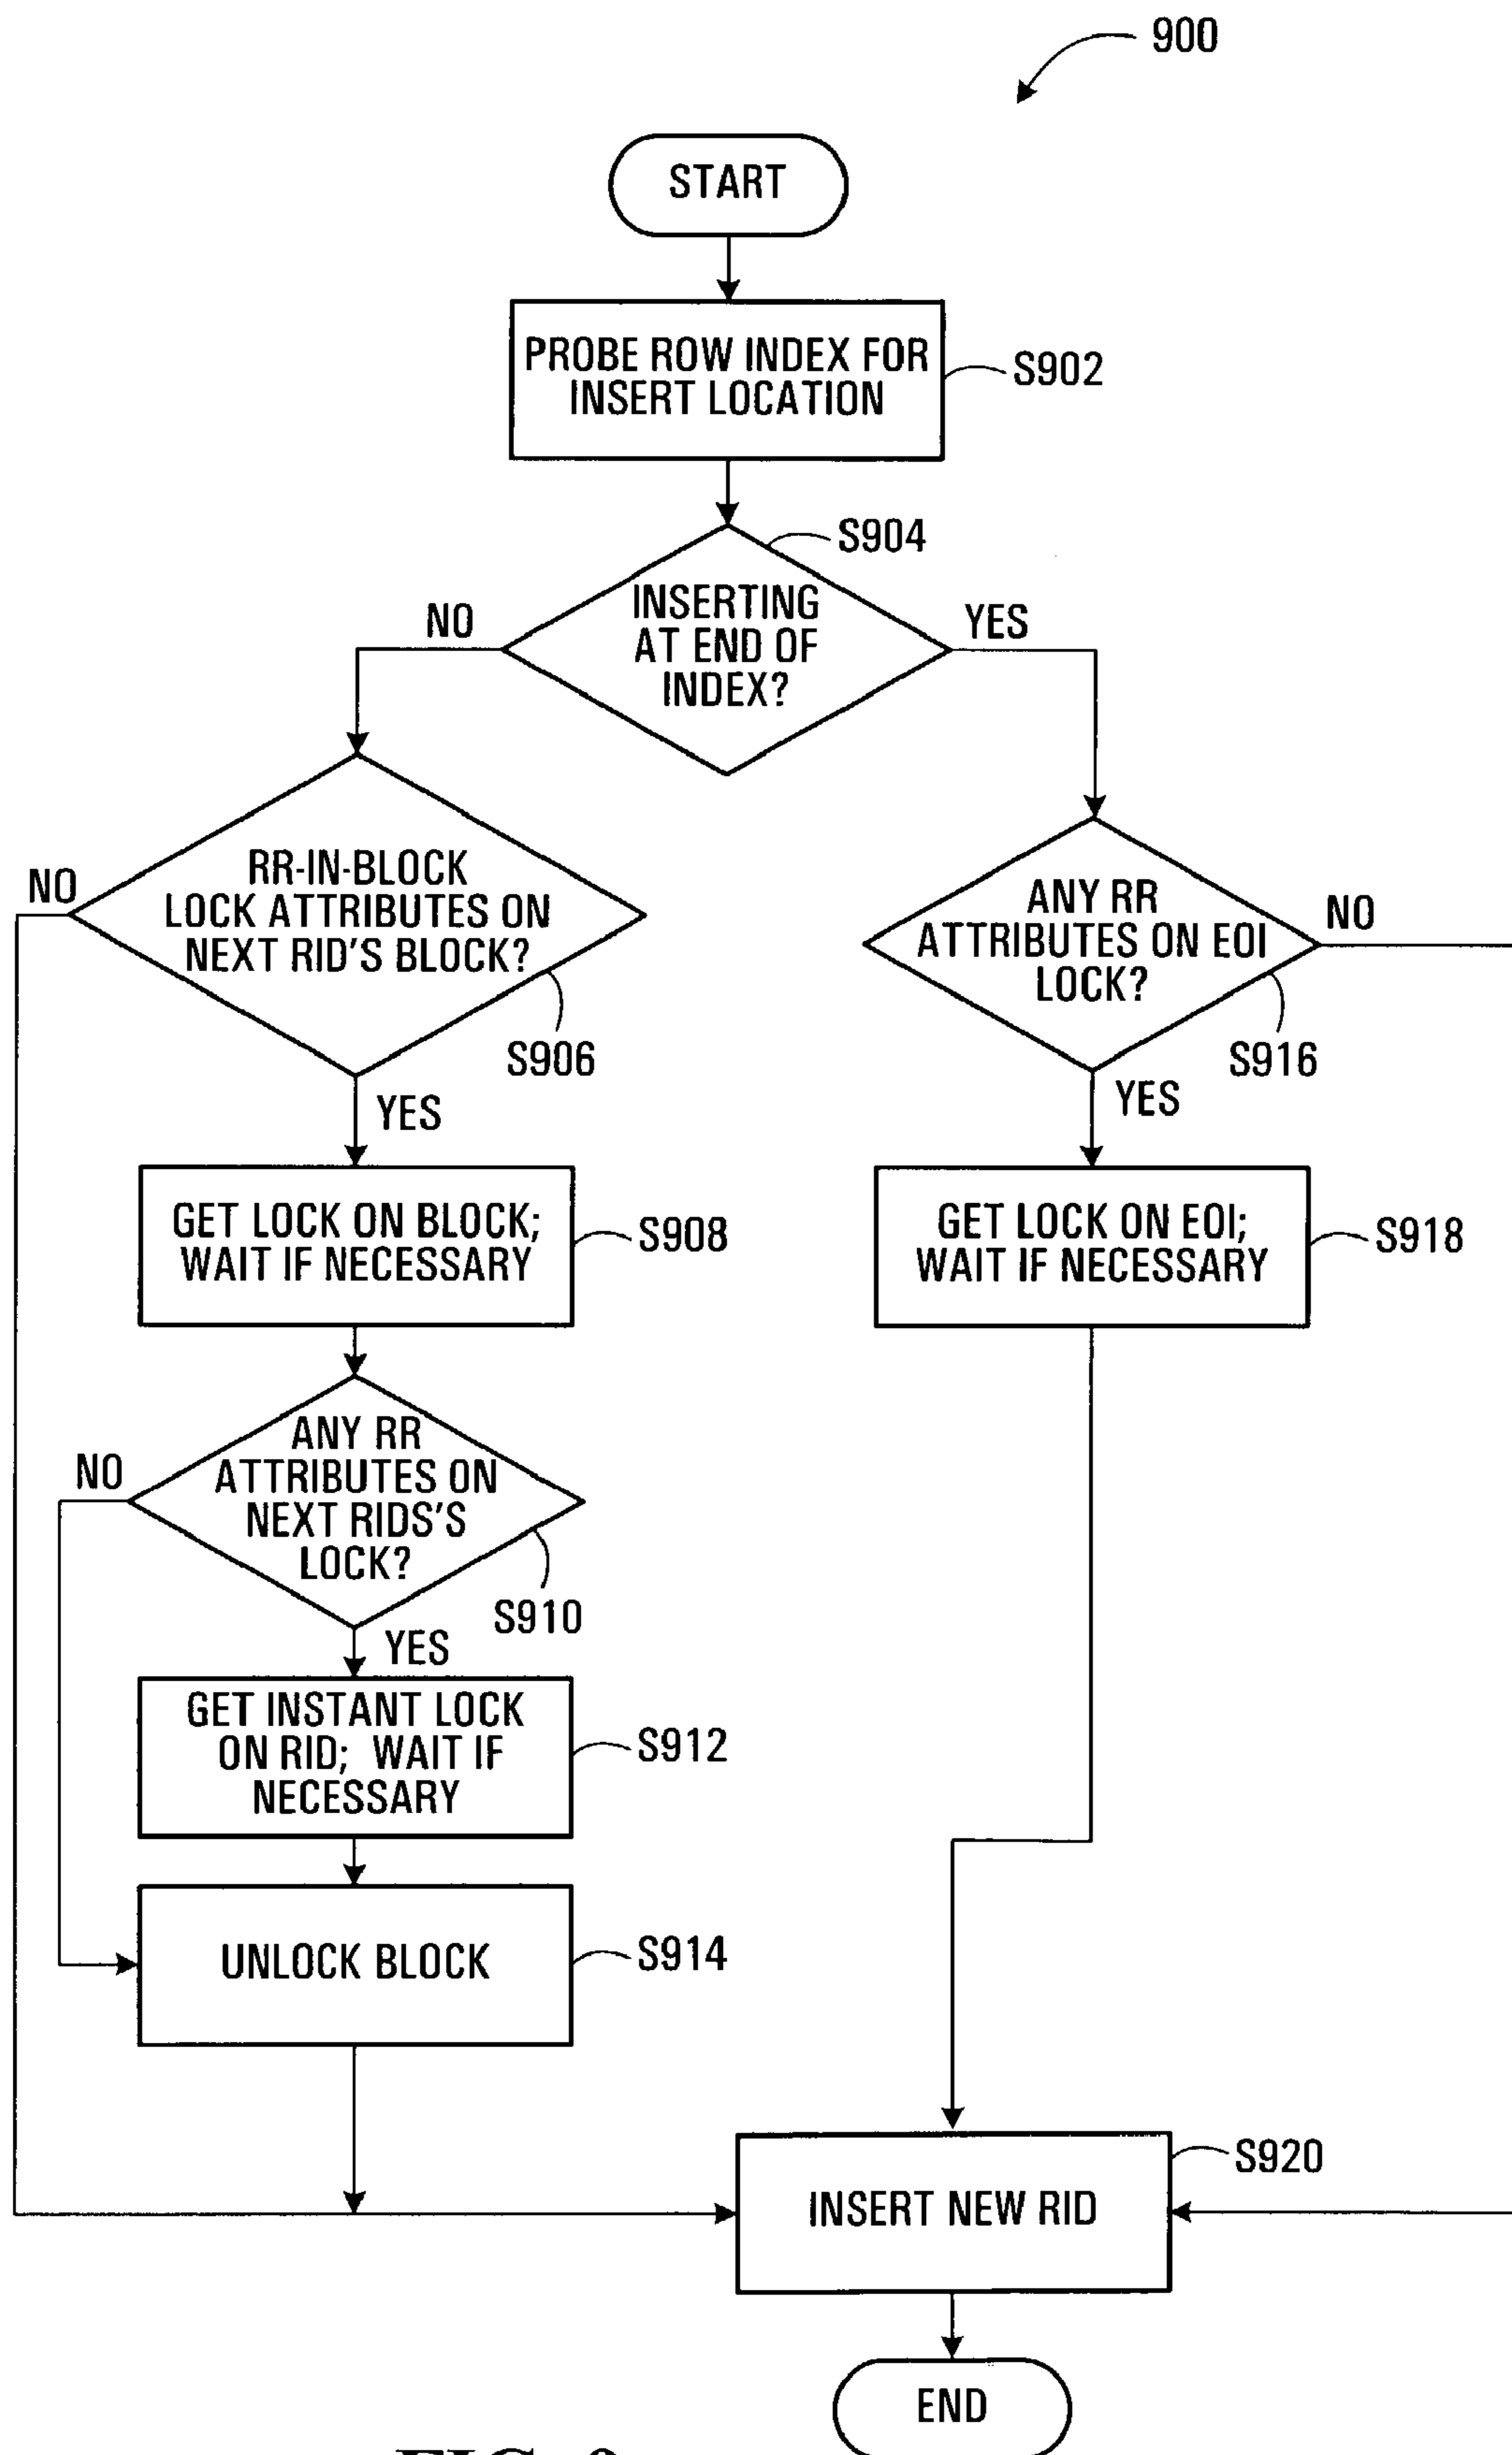 900
START
PROBE ROW INDEX FOR
INSERT LOCATION
S902
S904
INSERTING
AT END OF
INDEX?
NO
YES
RR-IN-BLOCK
LOCK ATTRIBUTES ON
NEXT RID'S BLOCK?
NO
S906
YES
ANY RR
ATTRIBUTES ON EOI
LOCK?
NO
S916
YES
GET LOCK ON BLOCK;
WAIT IF NECESSARY
S908
GET LOCK ON EOI;
WAIT IF NECESSARY
S918
ANY RR
ATTRIBUTES ON
NEXT RIDS'S
LOCK?
NO
S910
YES
GET INSTANT LOCK
ON RID; WAIT IF
NECESSARY
S912
UNLOCK BLOCK
S914
INSERT NEW RID
S920
END